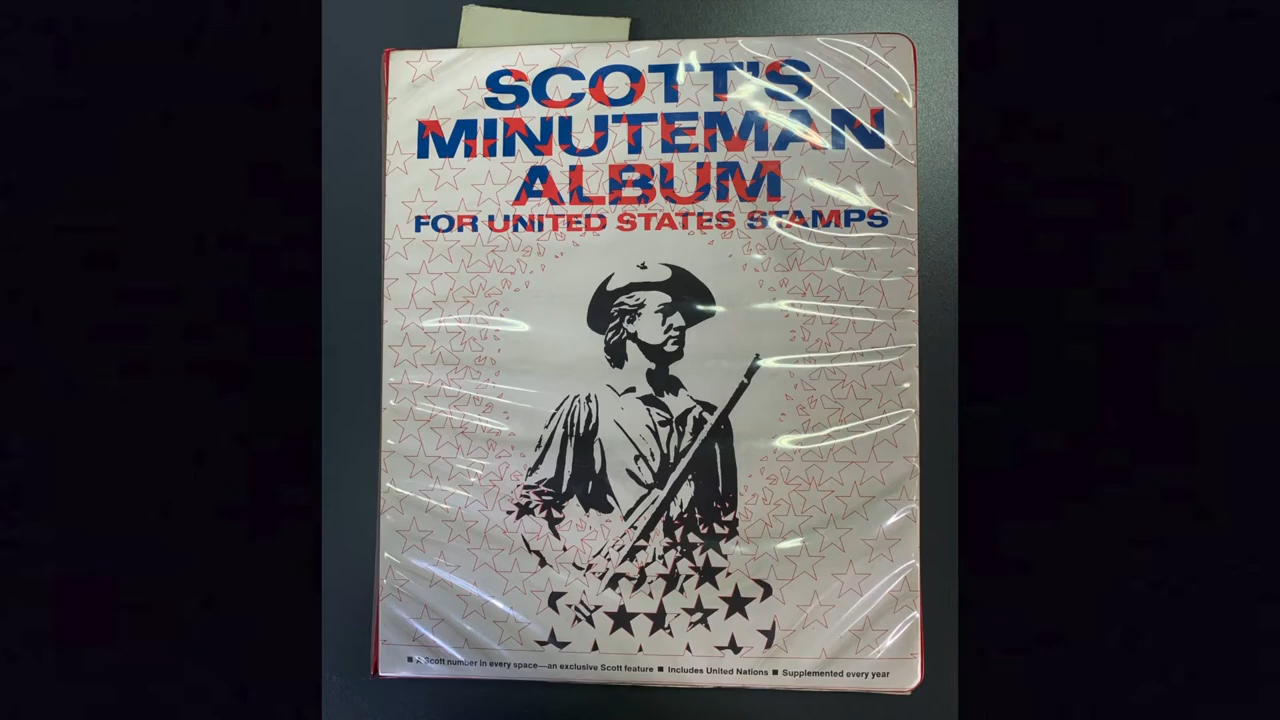 SCOTT'S
MINUTEMAN
ALBUM
FOR UNITED STATES STAMPS
■ A Scott number in every space—an exclusive Scott feature ■ Includes United Nations ■ Supplemented every year